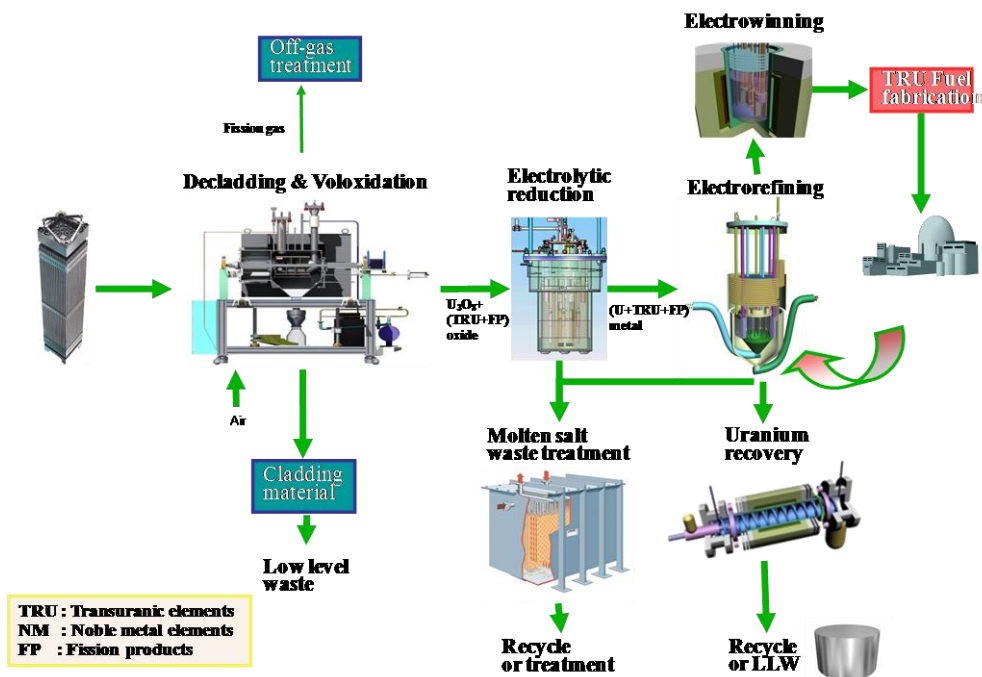 Electrowinning
Off-gas
treatment
TRU Fuel
fabrication
Fission gas
Decladding & Voloxidation
Electrolytic
reduction
Electrorefining
U₃O₈+
(TRU+FP)
oxide
(U+TRU+FP)
metal
Air
Molten salt
waste treatment
Uranium
recovery
Cladding
material
Low level
waste
TRU : Transuranic elements
NM : Noble metal elements
FP : Fission products
Recycle
or treatment
Recycle
or LLW